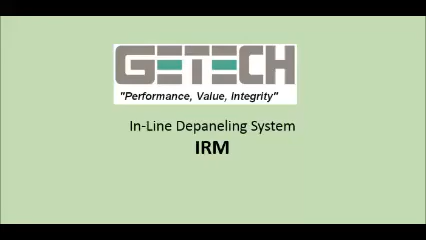 GETECH
"Performance, Value, Integrity"
In-Line Depaneling System
IRM